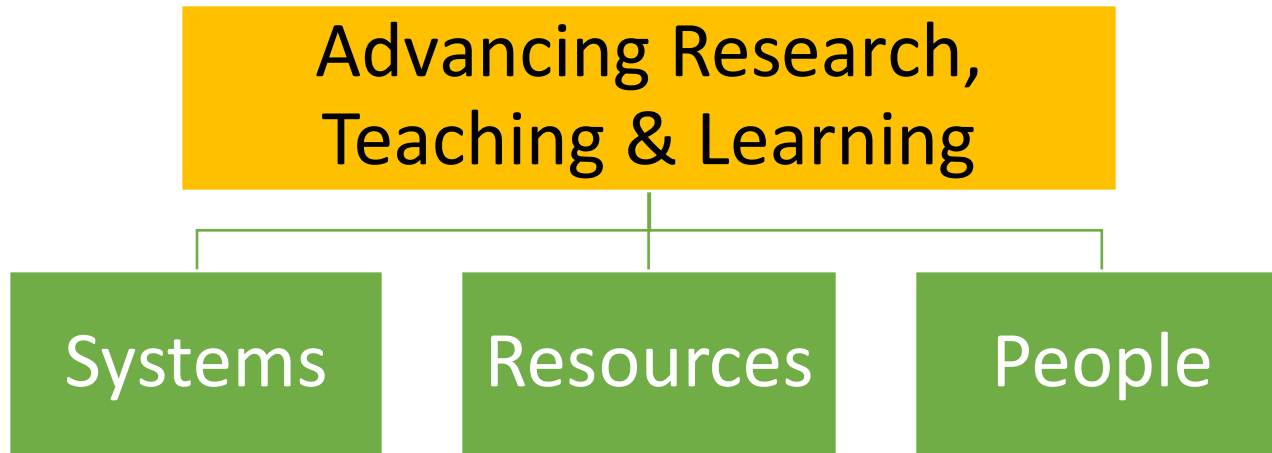 Advancing Research,
Teaching & Learning
Systems
Resources
People